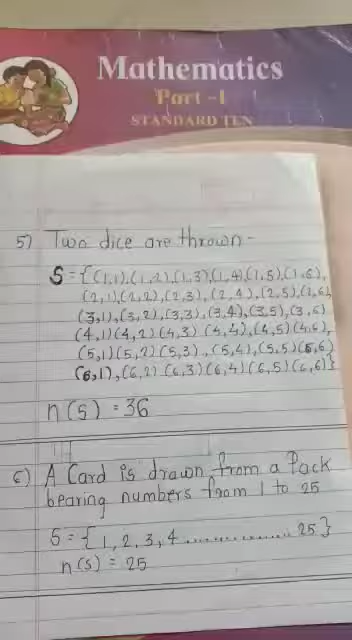 Mathematics
Part - I
STANDARD TEN
5) Two dice are thrown -
S = {(1,1),(1,2),(1,3),(1,4),(1,5),(1,6),
(2,1),(2,2),(2,3),(2,4),(2,5),(2,6)
(3,1),(3,2),(3,3),(3,4),(3,5),(3,6)
(4,1)(4,2)(4,3)(4,4),(4,5)(4,6),
(5,1)(5,2)(5,3),(5,4),(5,5)(5,6)
(6,1),(6,2)(6,3)(6,4)(6,5)(6,6)}
n(s) = 36
6) A Card is drawn from a Pack
bearing numbers from 1 to 25
S = {1, 2, 3, 4 ................. 25}
n(s) = 25